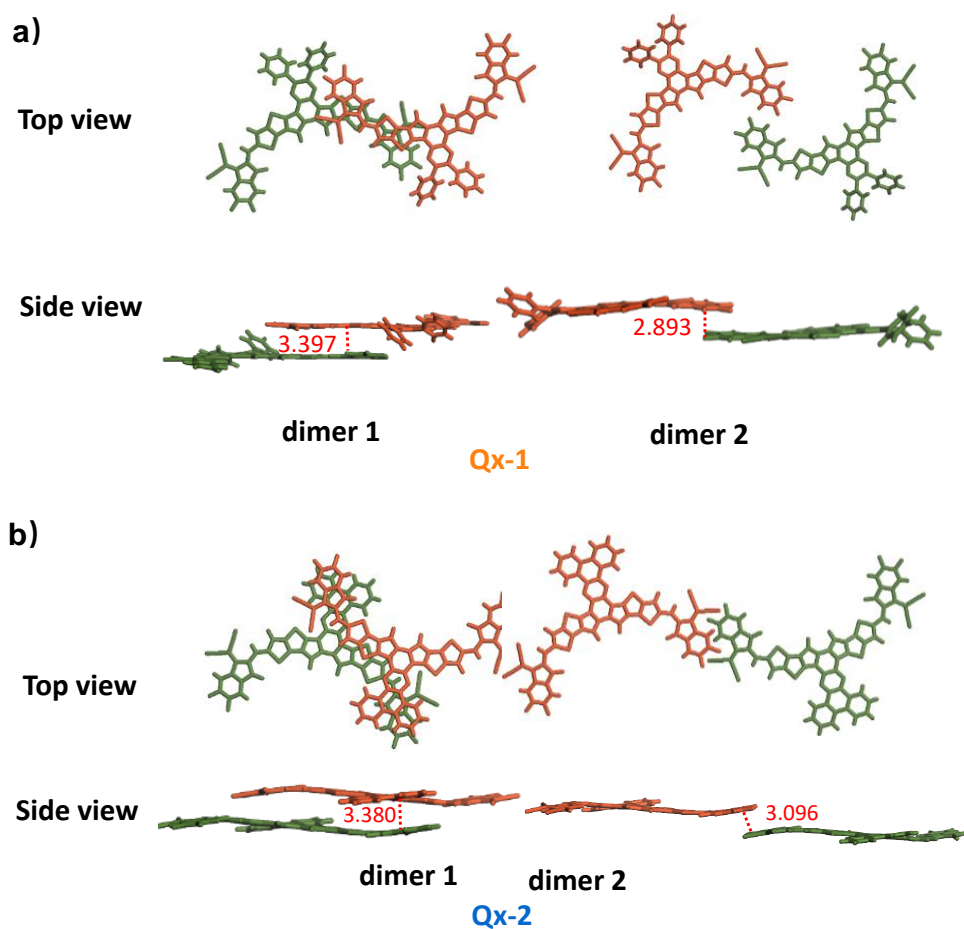 a)
Top view
Side view
3.397
2.893
dimer 1
dimer 2
Qx-1
b)
Top view
Side view
3.380
3.096
dimer 1
dimer 2
Qx-2